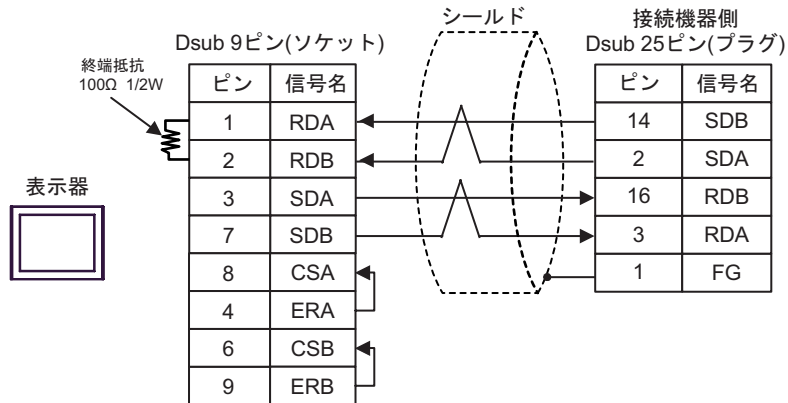 シールド
接続機器側
Dsub 9ピン(ソケット)
Dsub 25ピン(プラグ)
終端抵抗
100Ω 1/2W
ピン 信号名
1 RDA
2 RDB
3 SDA
7 SDB
8 CSA
4 ERA
6 CSB
9 ERB
ピン 信号名
14 SDB
2 SDA
16 RDB
3 RDA
1 FG
表示器